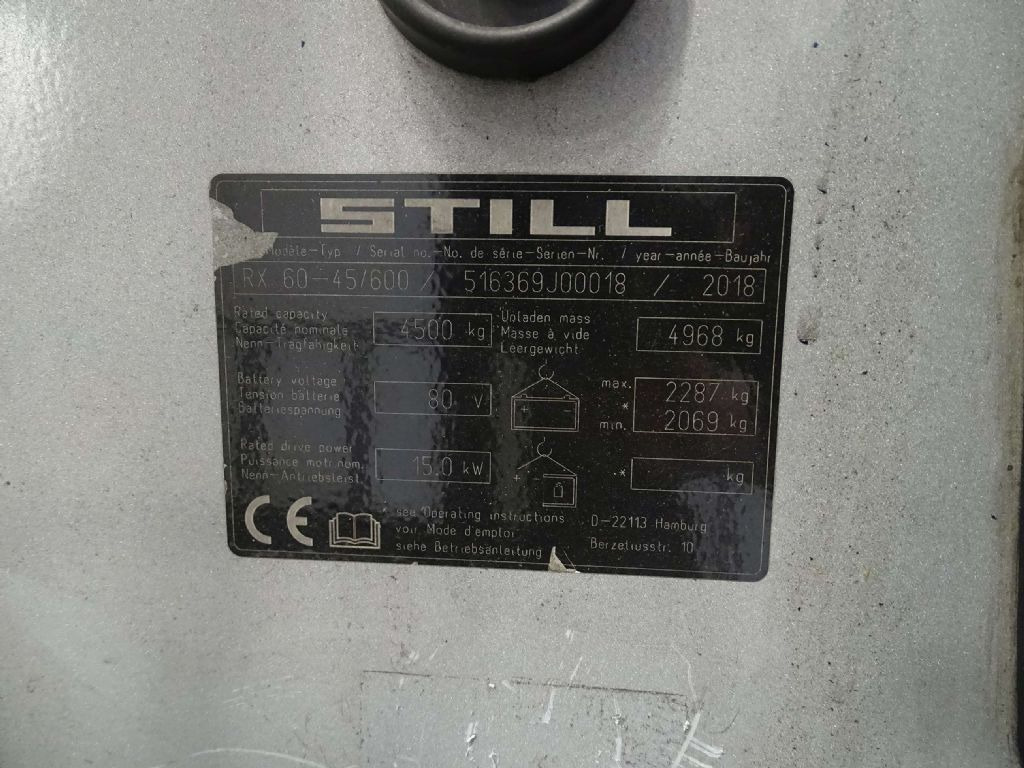 STILL
modèle-Typ / Serial no.-No. de série-Serien-Nr. / year-année-Baujahr
RX 60-45/600 / 516369J00018 / 2018
Rated capacity
Capacité nominale
Nenn-Tragfähigkeit
4500 kg
Unladen mass
Masse à vide
Leergewicht
4968 kg
Battery voltage
Tension batterie
Batteriespannung
80 V
+ -
max. 2287 kg
*
min. 2069 kg
Rated drive power
Puissance motr.nom.
Nenn-Antriebsleist.
15.0 kW
+ -
* kg
CE
* see Operating instructions
voir Mode d'emploi
siehe Betriebsanleitung
D-22113 Hamburg
Berzeliusstr. 10